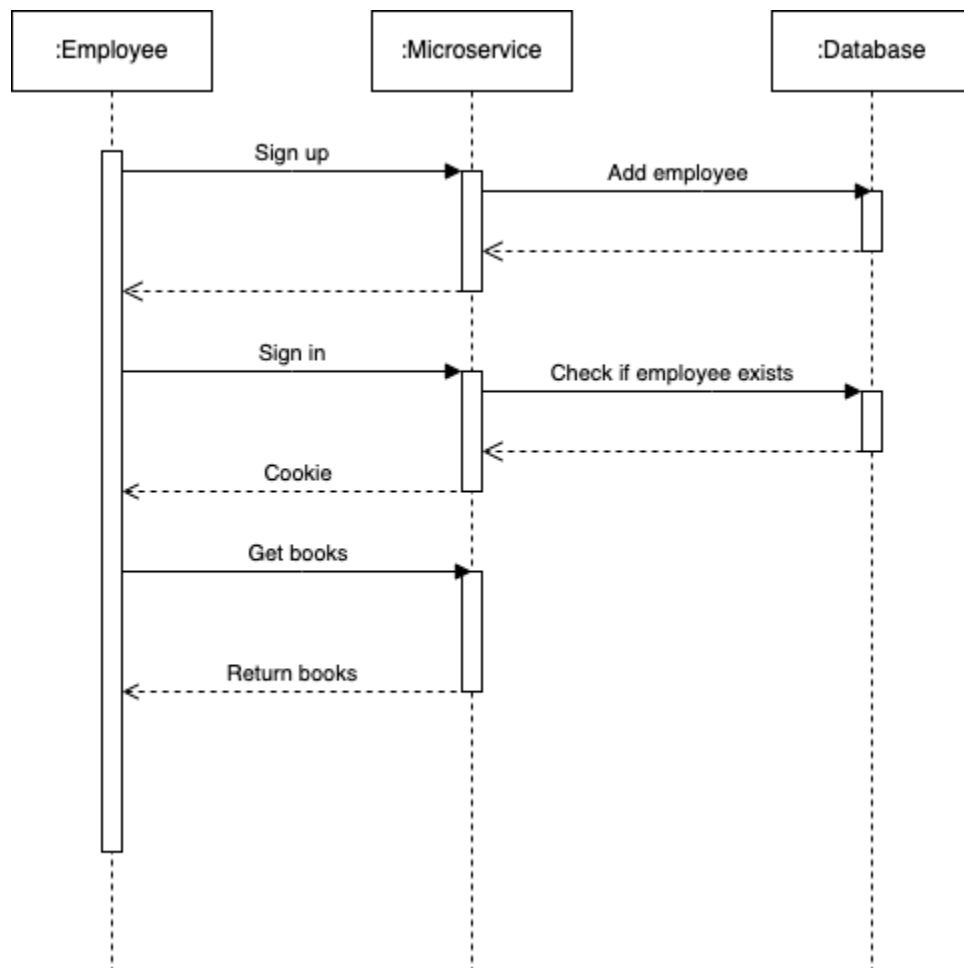 :Employee
:Microservice
:Database
Sign up
Add employee
Sign in
Check if employee exists
Cookie
Get books
Return books